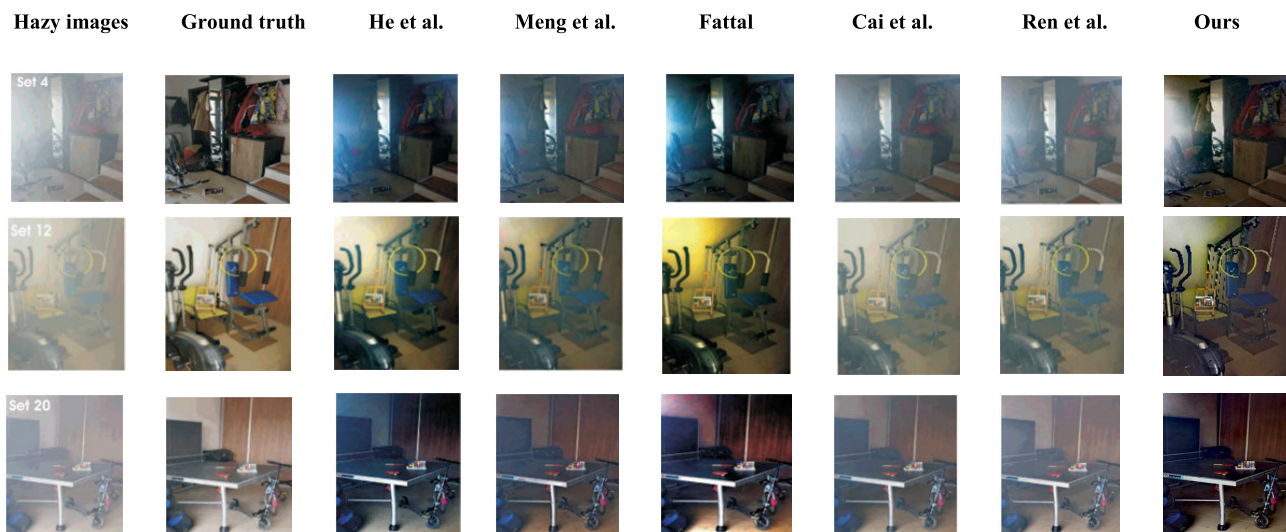 Hazy images Ground truth He et al. Meng et al. Fattal Cai et al. Ren et al. Ours
Set 4
Set 12
Set 20